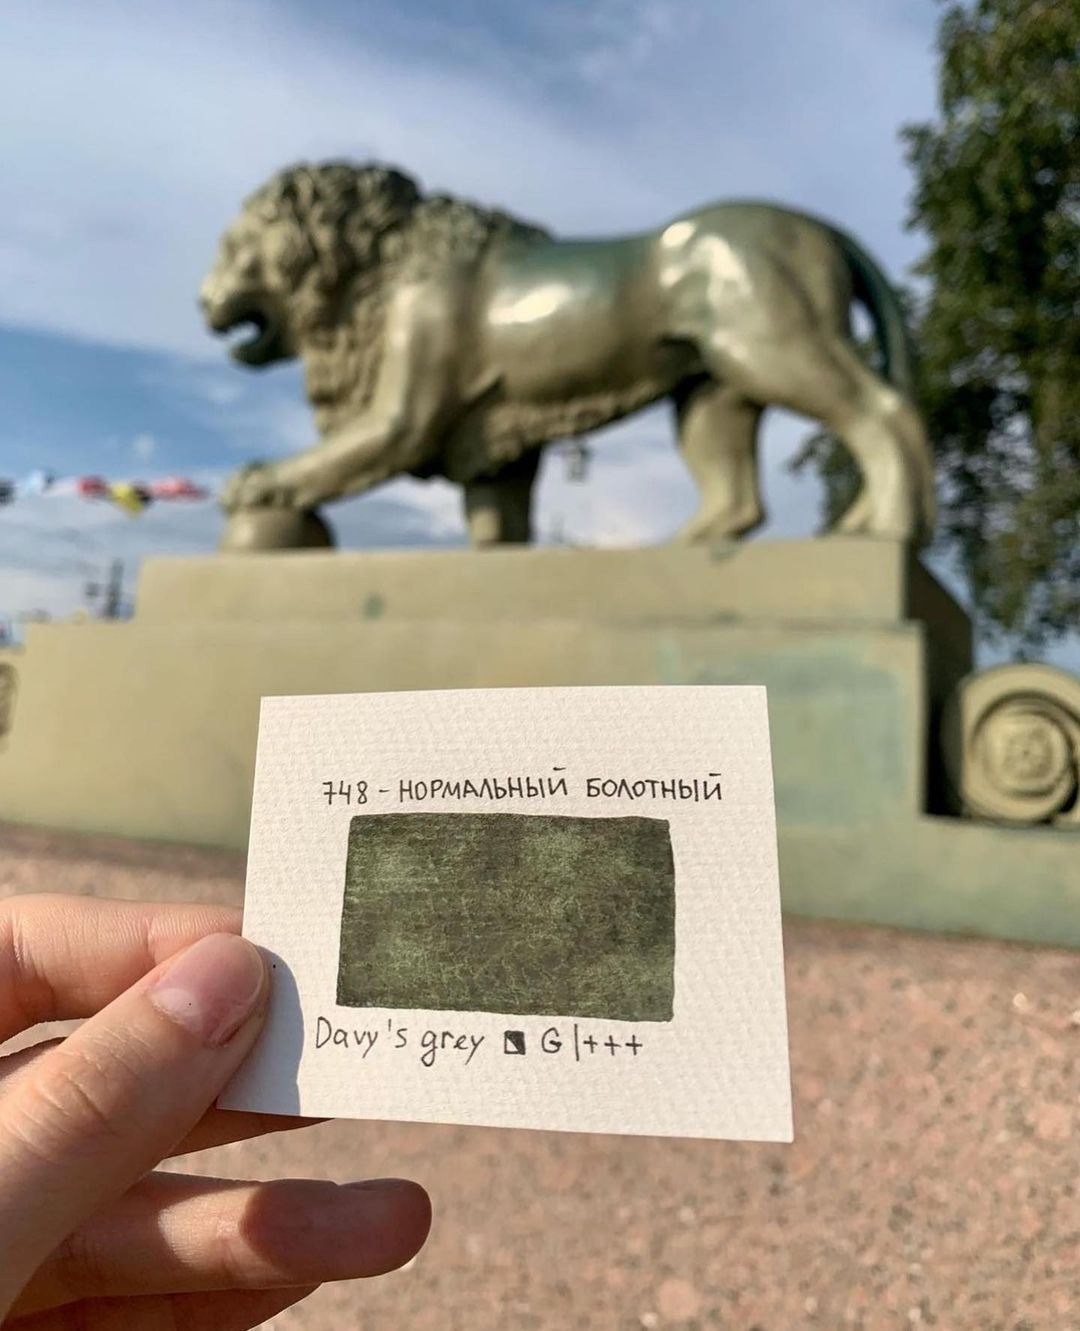 748 - НОРМАЛЬНЫЙ БОЛОТНЫЙ
Davy's grey ◪ G|+++